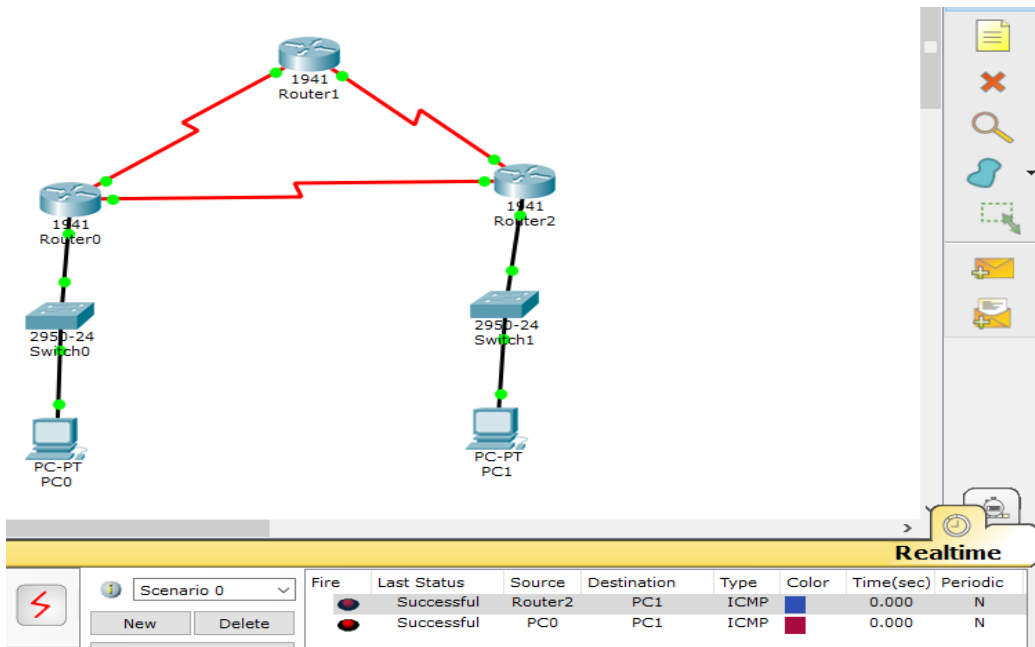 1941
Router1
1941
Router0
1941
Router2
2950-24
Switch0
2950-24
Switch1
PC-PT
PC0
PC-PT
PC1
Realtime
Scenario 0
New Delete
Fire Last Status Source Destination Type Color Time(sec) Periodic
Successful Router2 PC1 ICMP 0.000 N
Successful PC0 PC1 ICMP 0.000 N